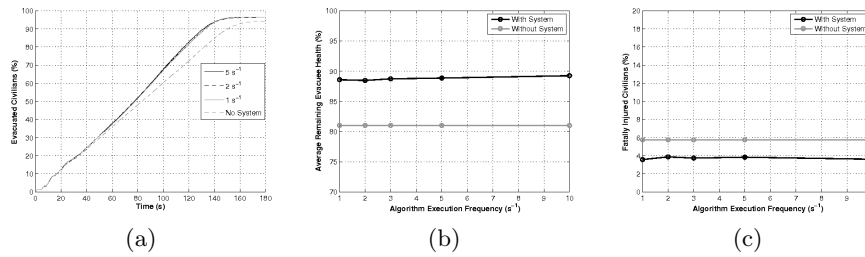 100
90
80
70
60
50
40
30
20
10
0
Evacuated Civilians (%)
5 s⁻¹
2 s⁻¹
1 s⁻¹
No System
0 20 40 60 80 100 120 140 160 180
Time (s)
(a)
With System
Without System
100
95
90
85
80
75
70
Average Remaining Evacuee Health (%)
1 2 3 4 5 6 7 8 9 10
Algorithm Execution Frequency (s⁻¹)
(b)
With System
Without System
20
18
16
14
12
10
8
6
4
2
0
Fatally Injured Civilians (%)
1 2 3 4 5 6 7 8 9
Algorithm Execution Frequency (s⁻¹)
(c)